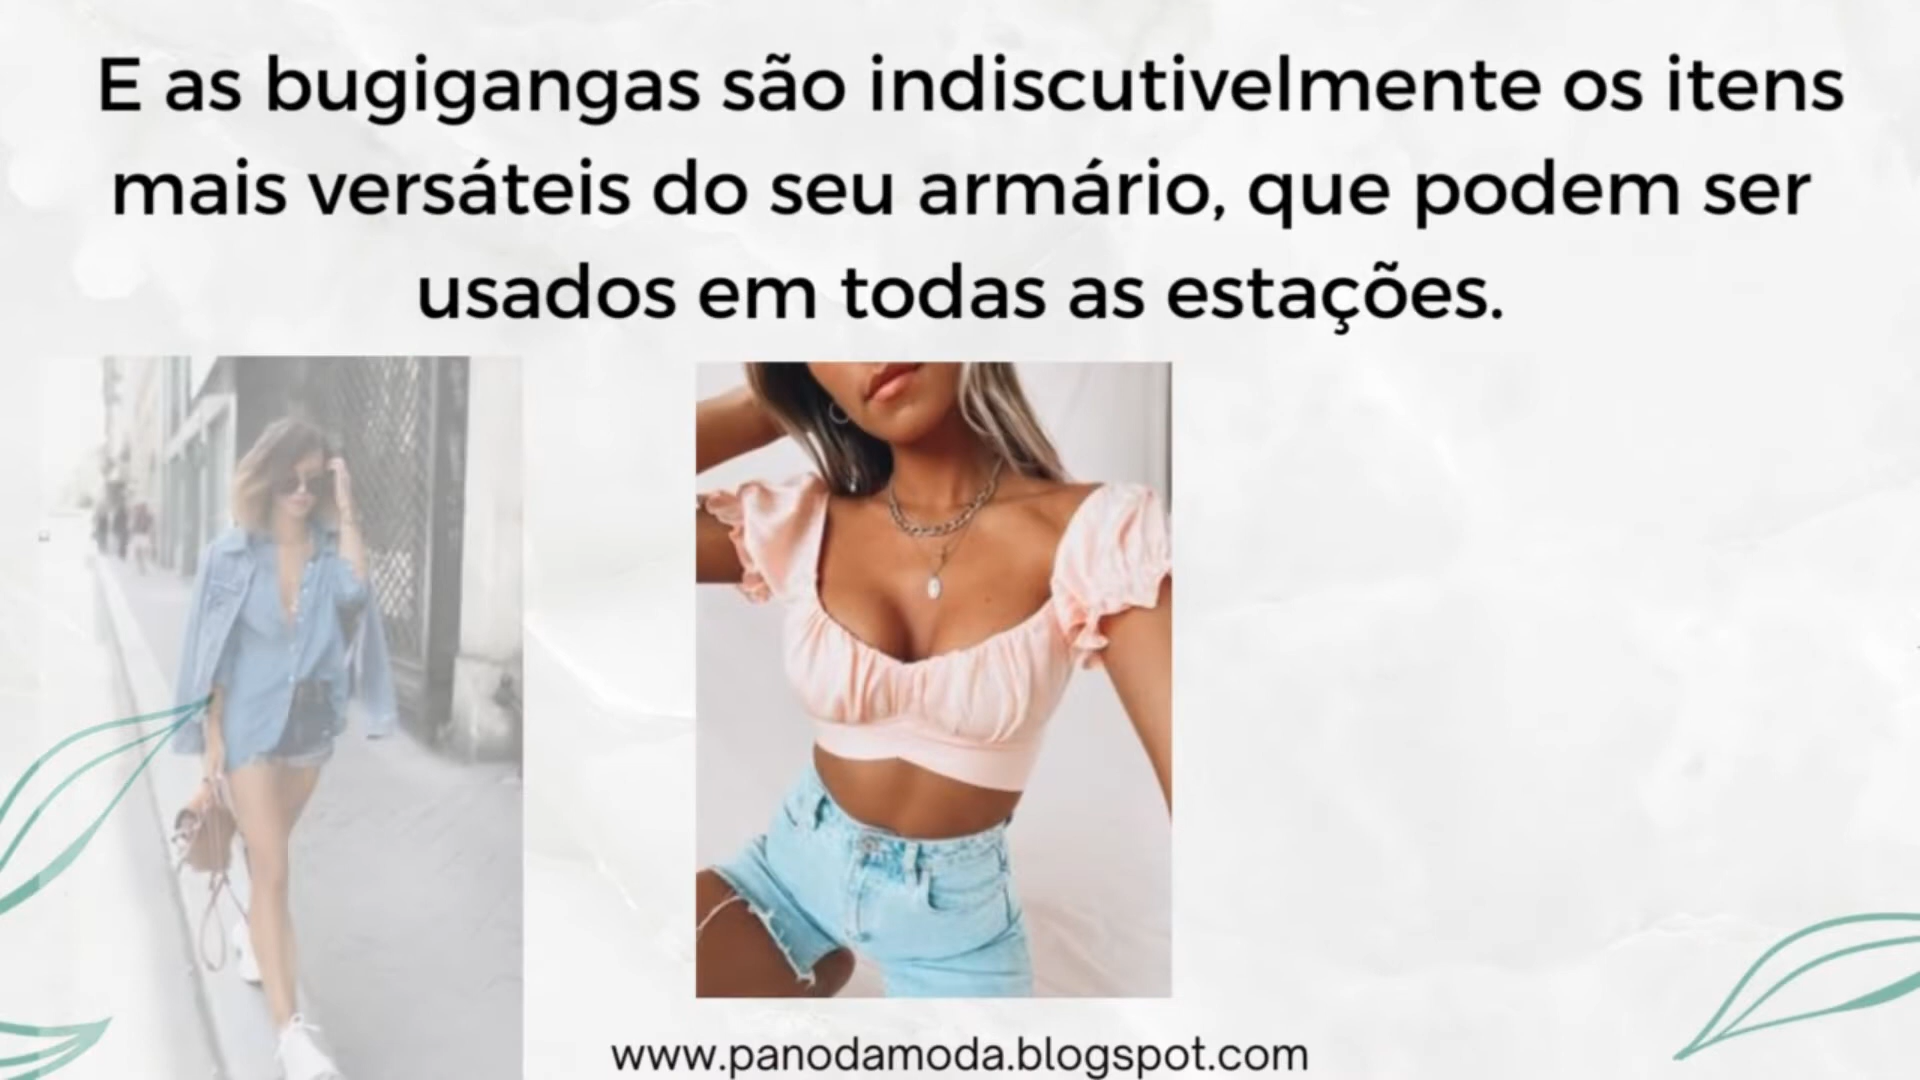 E as bugigangas são indiscutivelmente os itens
mais versáteis do seu armário, que podem ser
usados em todas as estações.
www.panodamoda.blogspot.com